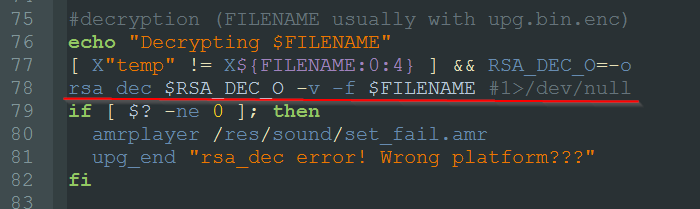 75 #decryption (FILENAME usually with upg.bin.enc)
76 echo "Decrypting $FILENAME"
77 [ X"temp" != X${FILENAME:0:4} ] && RSA_DEC_O=-o
78 rsa_dec $RSA_DEC_O -v -f $FILENAME #1>/dev/null
79 if [ $? -ne 0 ]; then
80   amrplayer /res/sound/set_fail.amr
81   upg_end "rsa_dec error! Wrong platform???"
82 fi
83